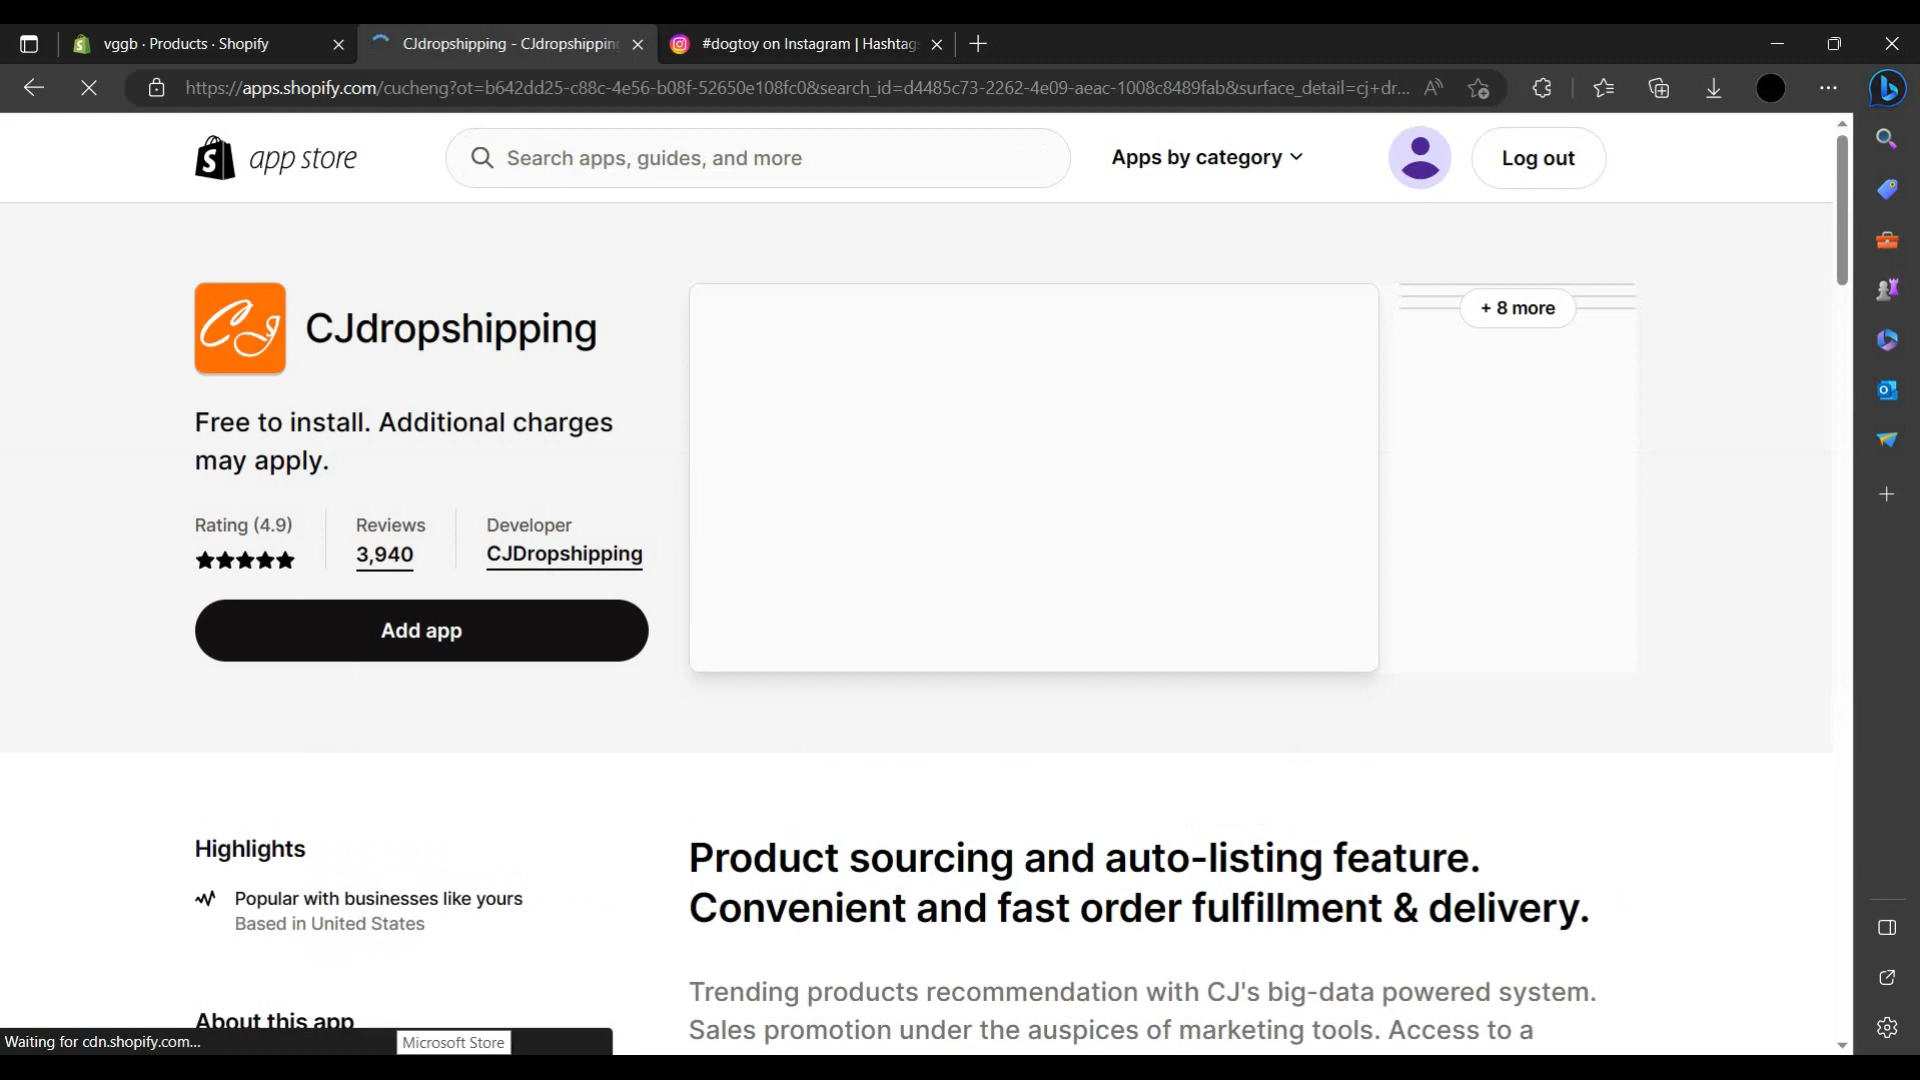 vggb · Products · Shopify
CJdropshipping - CJdropshipping
#dogtoy on Instagram | Hashtags
https://apps.shopify.com/cucheng?ot=b642dd25-c88c-4e56-b08f-52650e108fc0&search_id=d4485c73-2262-4e09-aeac-1008c8489fab&surface_detail=cj+dr...
app store
Search apps, guides, and more
Apps by category
Log out
CJ
CJdropshipping
+ 8 more
Free to install. Additional charges
may apply.
Rating (4.9)
Reviews
Developer
3,940
CJDropshipping
Add app
Highlights
Product sourcing and auto-listing feature.
Convenient and fast order fulfillment & delivery.
Popular with businesses like yours
Based in United States
Trending products recommendation with CJ's big-data powered system.
Sales promotion under the auspices of marketing tools. Access to a
About this app
Waiting for cdn.shopify.com...
Microsoft Store